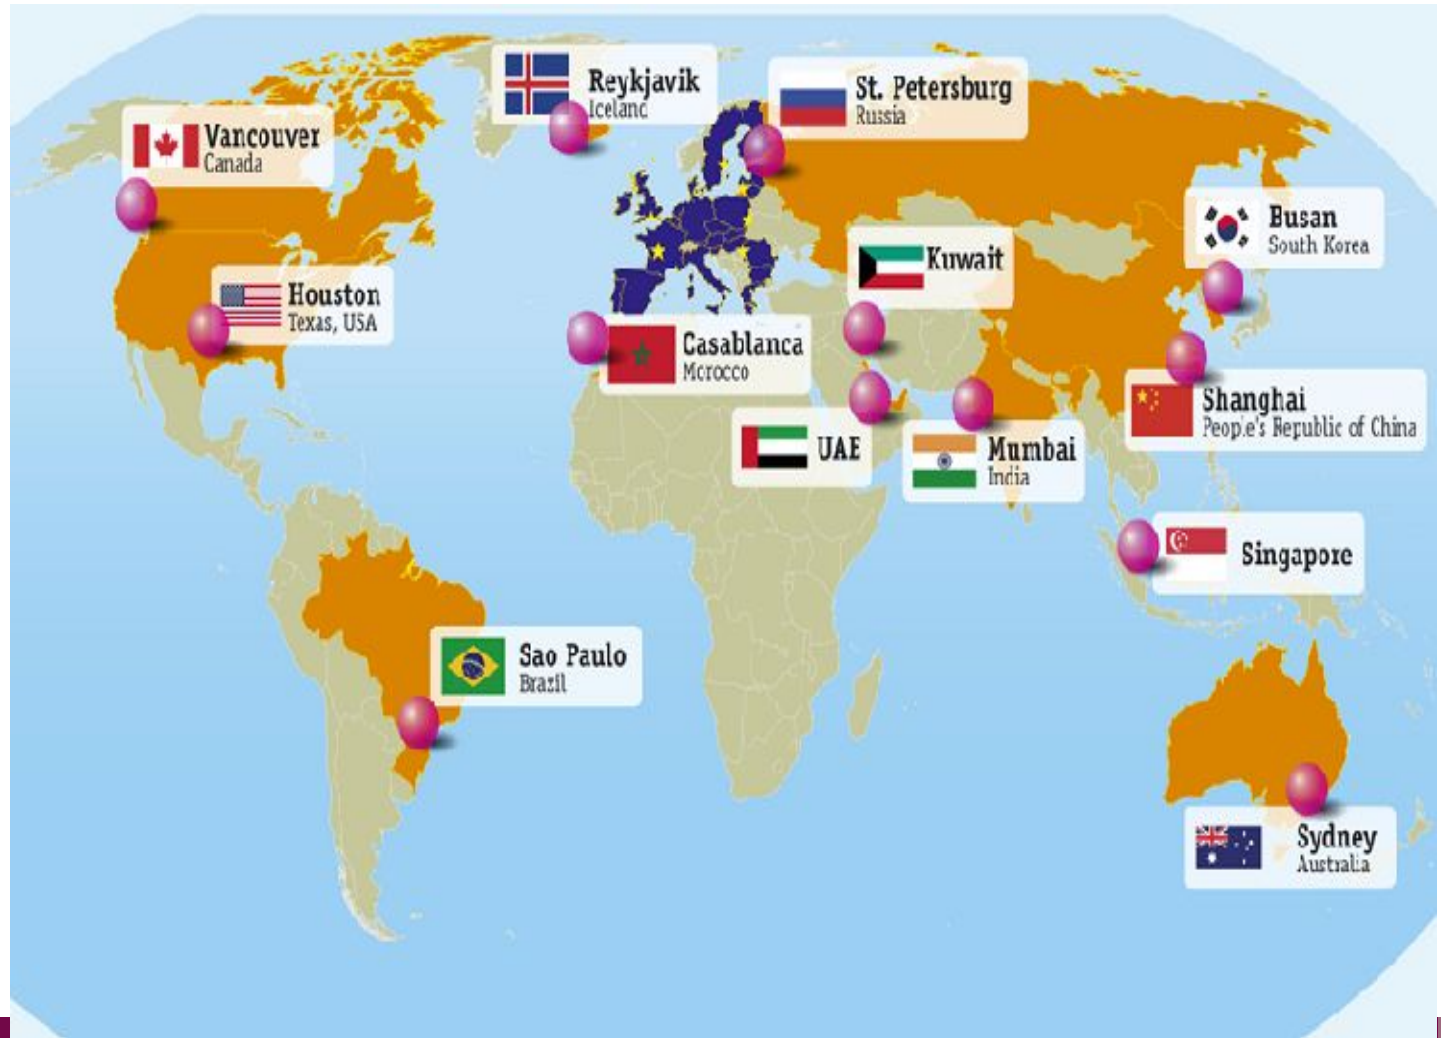 Reykjavik
Iceland
St. Petersburg
Russia
Vancouver
Canada
Busan
South Korea
Kuwait
Houston
Texas, USA
Casablanca
Morocco
Shanghai
People's Republic of China
UAE
Mumbai
India
Singapore
Sao Paulo
Brazil
Sydney
Australia